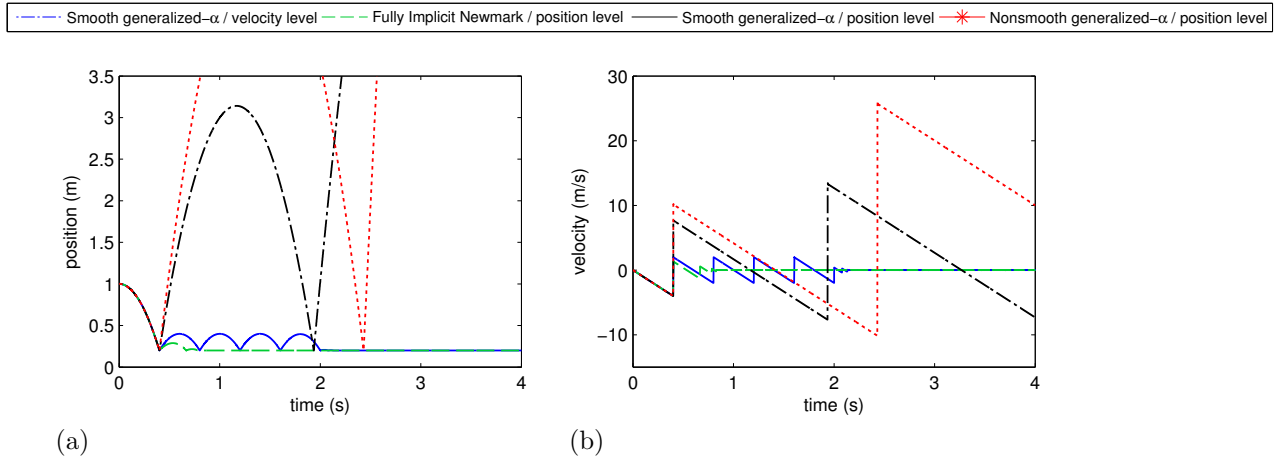 Smooth generalized-α / velocity level Fully Implicit Newmark / position level Smooth generalized-α / position level Nonsmooth generalized-α / position level
3.5
3
2.5
2
1.5
1
0.5
0
position (m)
0 1 2 3 4
time (s)
(a)
30
20
10
0
−10
velocity (m/s)
0 1 2 3 4
time (s)
(b)